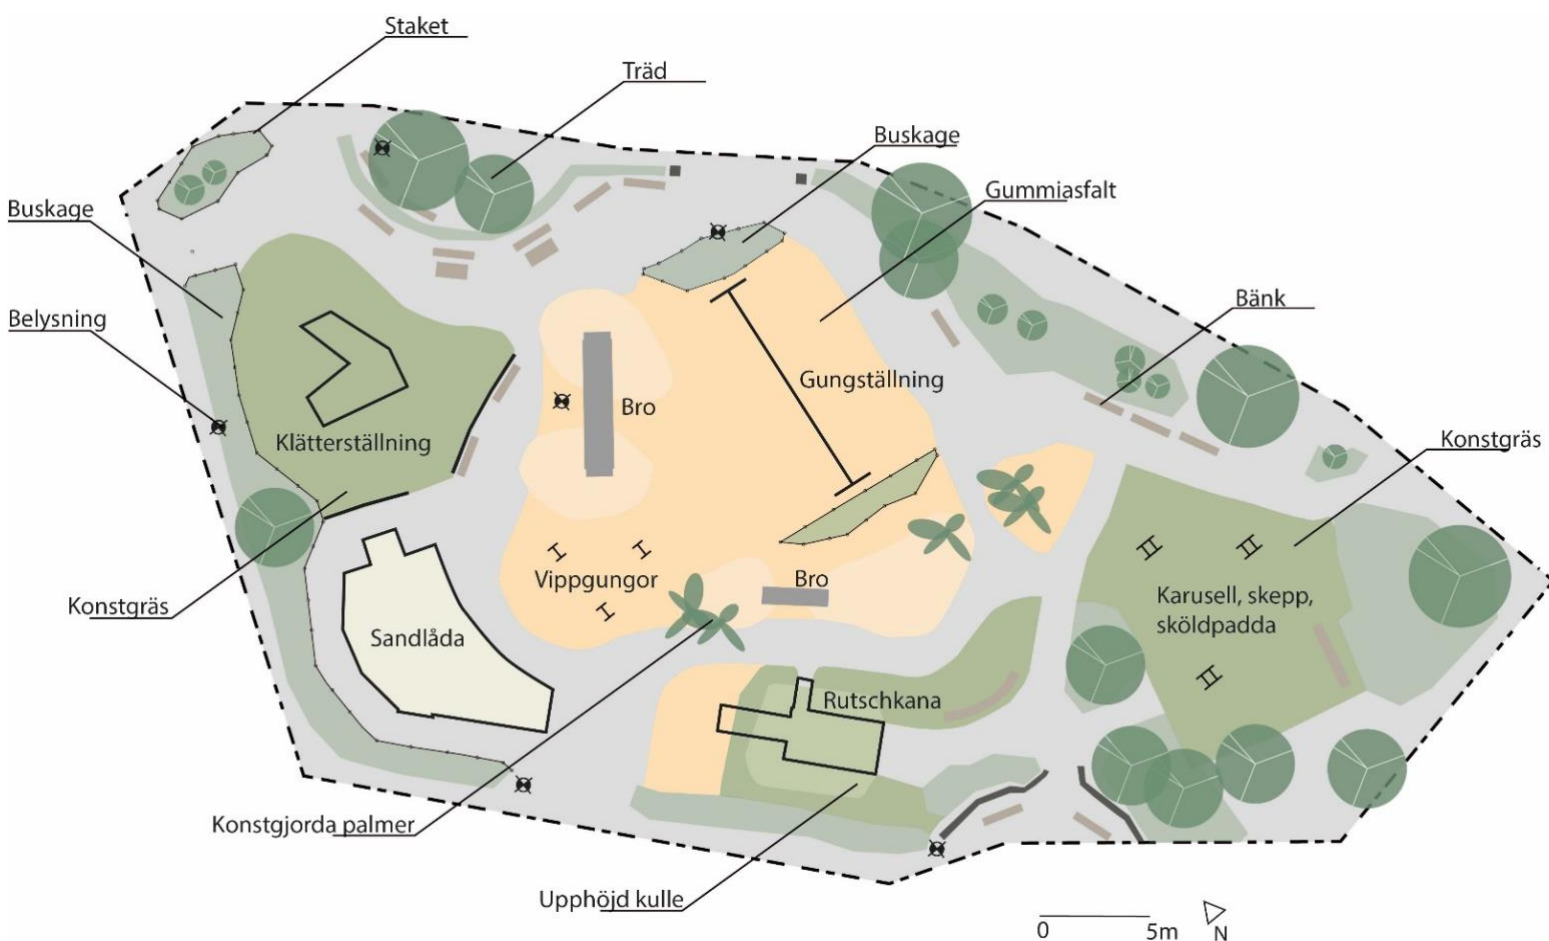 Staket
Träd
Buskage
Gummiasfalt
Buskage
Bänk
Belysning
Gungställning
Bro
Klätterställning
Konstgräs
Vippgungor
Bro
Konstgräs
Karusell, skepp,
sköldpadda
Sandlåda
Rutschkana
Konstgjorda palmer
Upphöjd kulle
0 5m N